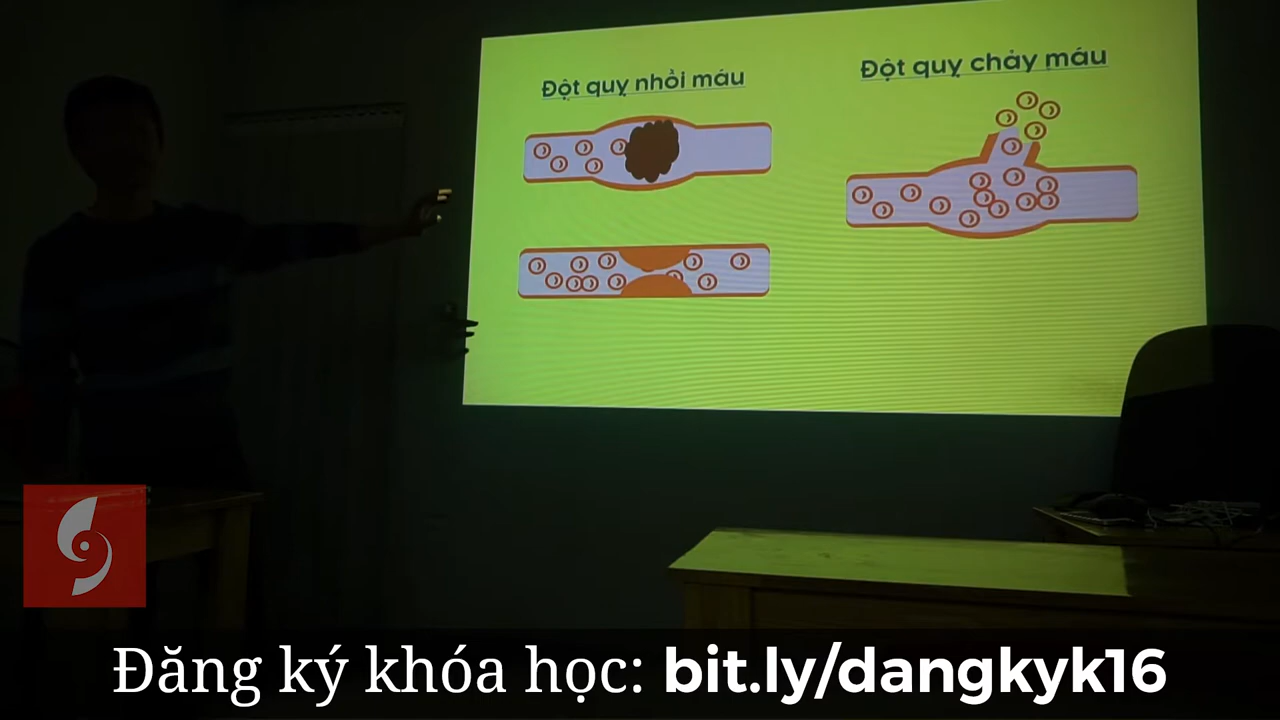 Đột quỵ nhồi máu
Đột quỵ chảy máu
Đăng ký khóa học: bit.ly/dangkyk16